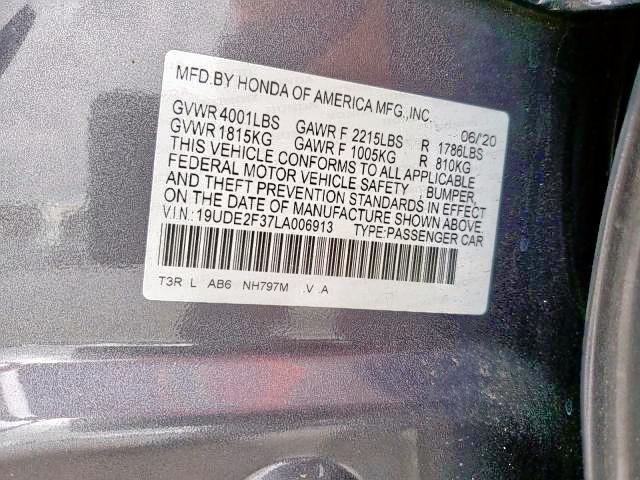 MFD.BY HONDA OF AMERICA MFG.,INC. 06/20
GVWR 4001LBS GAWR F 2215LBS R 1786LBS
GVWR 1815KG GAWR F 1005KG R 810KG
THIS VEHICLE CONFORMS TO ALL APPLICABLE
FEDERAL MOTOR VEHICLE SAFETY , BUMPER,
AND THEFT PREVENTION STANDARDS IN EFFECT
ON THE DATE OF MANUFACTURE SHOWN ABOVE.
V.I.N.: 19UDE2F37LA006913 TYPE:PASSENGER CAR
T3R L AB6 NH797M .V .A